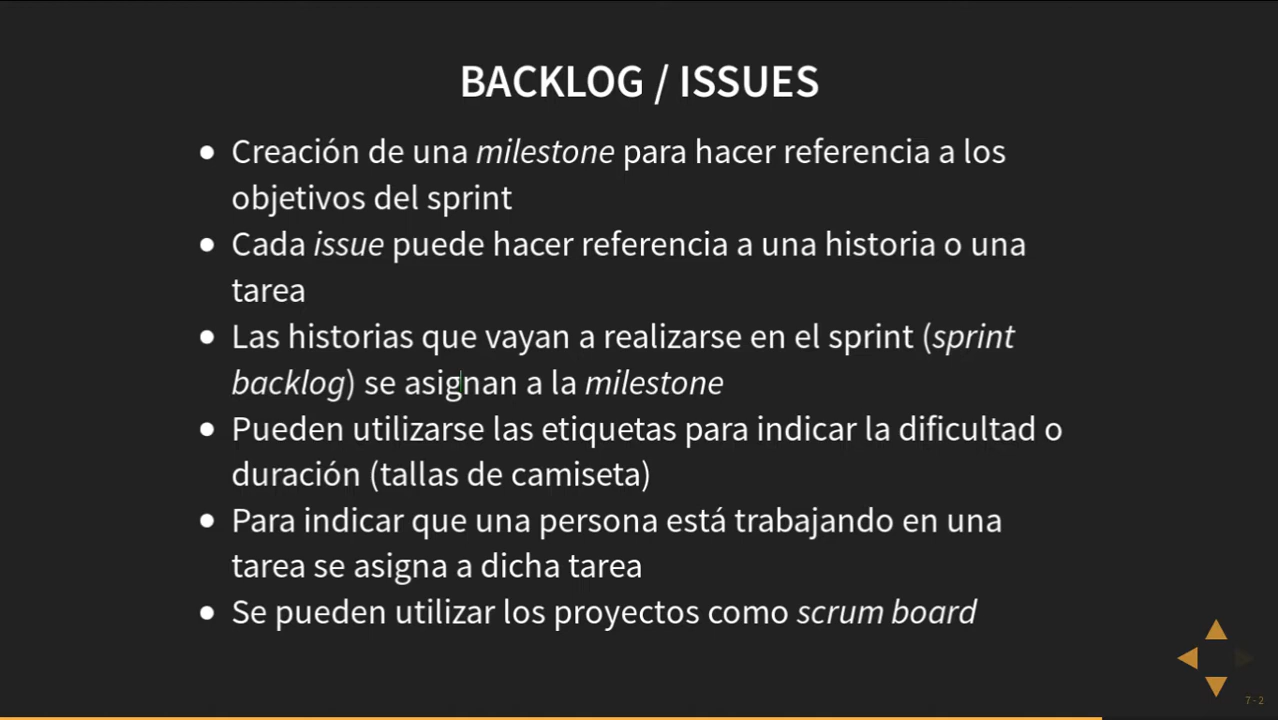 BACKLOG / ISSUES
• Creación de una milestone para hacer referencia a los
objetivos del sprint
• Cada issue puede hacer referencia a una historia o una
tarea
• Las historias que vayan a realizarse en el sprint (sprint
backlog) se asignan a la milestone
• Pueden utilizarse las etiquetas para indicar la dificultad o
duración (tallas de camiseta)
• Para indicar que una persona está trabajando en una
tarea se asigna a dicha tarea
• Se pueden utilizar los proyectos como scrum board
7 - 2